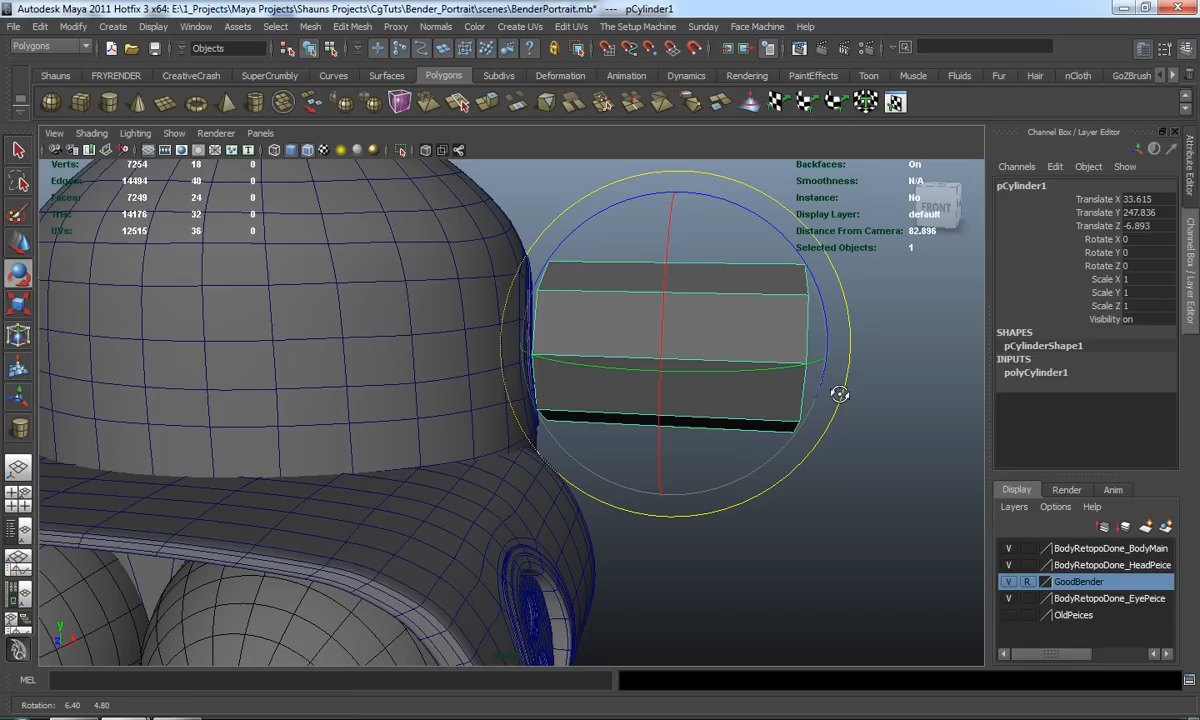 Autodesk Maya 2011 Hotfix 3 x64: E:\1_Projects\Maya Projects\Shauns Projects\CgTuts\Bender_Portrait\scenes\BenderPortrait.mb* --- pCylinder1
File Edit Modify Create Display Window Assets Select Mesh Edit Mesh Proxy Normals Color Create UVs Edit UVs The Setup Machine Sunday Face Machine Help
Polygons Objects
Shauns FRYRENDER CreativeCrash SuperCrumbly Curves Surfaces Polygons Subdivs Deformation Animation Dynamics Rendering PaintEffects Toon Muscle Fluids Fur Hair nCloth GoZBrush
View Shading Lighting Show Renderer Panels
Channel Box / Layer Editor
Verts: 7254 18 0
Edges: 14494 40 0
Faces: 7249 24 0
Tris: 14176 32 0
UVs: 12515 36 0
Backfaces: On
Smoothness: N/A
Instance: No
Display Layer: default
Distance From Camera: 82.896
Selected Objects: 1
FRONT
Channels Edit Object Show
pCylinder1
Translate X 33.615
Translate Y 247.836
Translate Z -6.893
Rotate X 0
Rotate Y 0
Rotate Z 0
Scale X 1
Scale Y 1
Scale Z 1
Visibility on
SHAPES
pCylinderShape1
INPUTS
polyCylinder1
Attribute Editor
Channel Box / Layer Editor
Display Render Anim
Layers Options Help
V BodyRetopoDone_BodyMain
V BodyRetopoDone_HeadPeice
V R GoodBender
V BodyRetopoDone_EyePeice
OldPeices
y
x
z
MEL
Rotation: 6.40 4.80